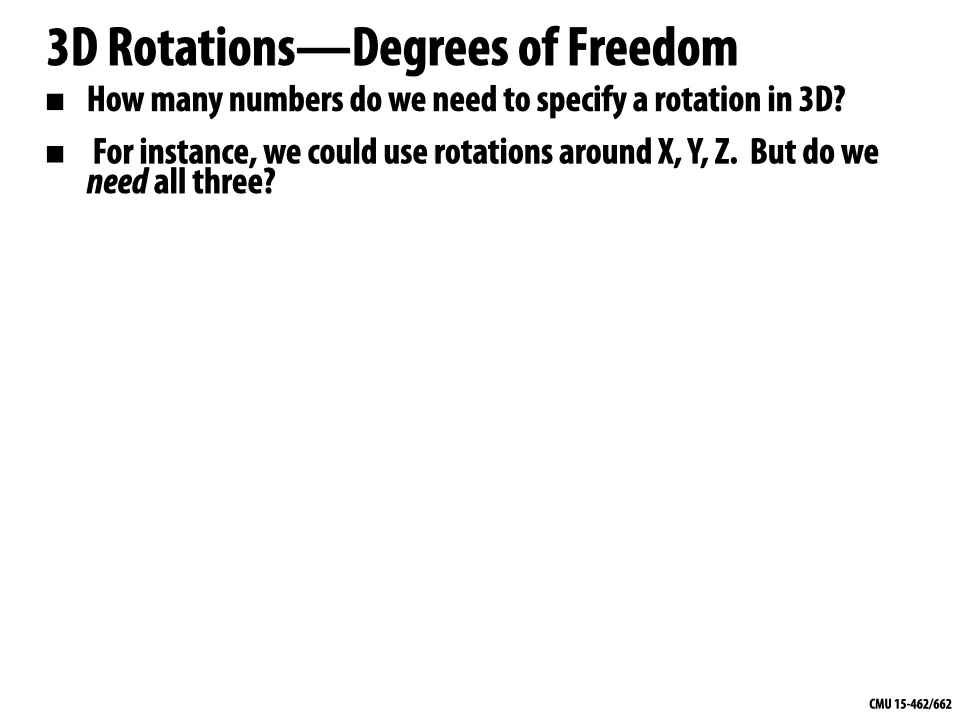 3D Rotations—Degrees of Freedom
■ How many numbers do we need to specify a rotation in 3D?
■ For instance, we could use rotations around X, Y, Z. But do we
need all three?
CMU 15-462/662